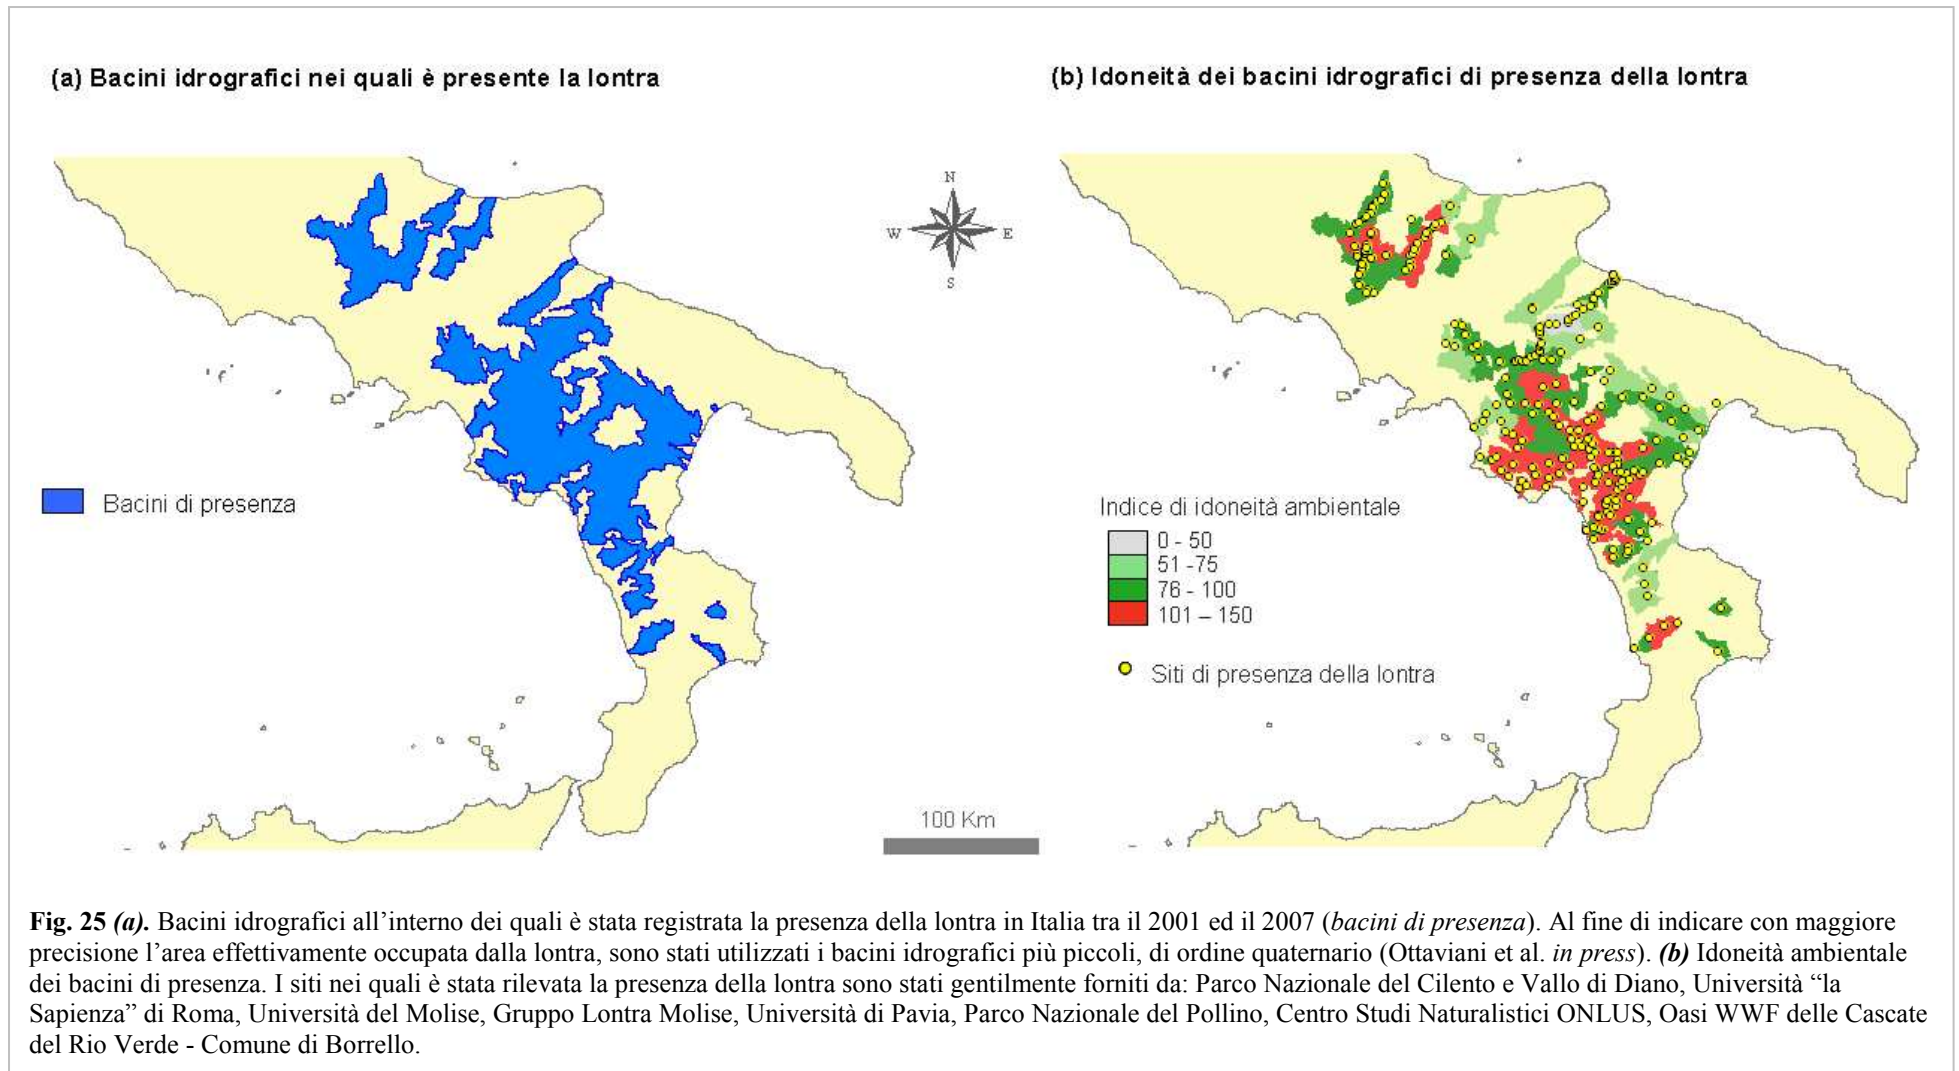 (a) Bacini idrografici nei quali è presente la lontra
(b) Idoneità dei bacini idrografici di presenza della lontra
N
W
E
S
Bacini di presenza
Indice di idoneità ambientale
0 - 50
51 -75
76 - 100
101 – 150
Siti di presenza della lontra
100 Km
Fig. 25 (a). Bacini idrografici all’interno dei quali è stata registrata la presenza della lontra in Italia tra il 2001 ed il 2007 (bacini di presenza). Al fine di indicare con maggiore
precisione l’area effettivamente occupata dalla lontra, sono stati utilizzati i bacini idrografici più piccoli, di ordine quaternario (Ottaviani et al. in press). (b) Idoneità ambientale
dei bacini di presenza. I siti nei quali è stata rilevata la presenza della lontra sono stati gentilmente forniti da: Parco Nazionale del Cilento e Vallo di Diano, Università “la
Sapienza” di Roma, Università del Molise, Gruppo Lontra Molise, Università di Pavia, Parco Nazionale del Pollino, Centro Studi Naturalistici ONLUS, Oasi WWF delle Cascate
del Rio Verde - Comune di Borrello.